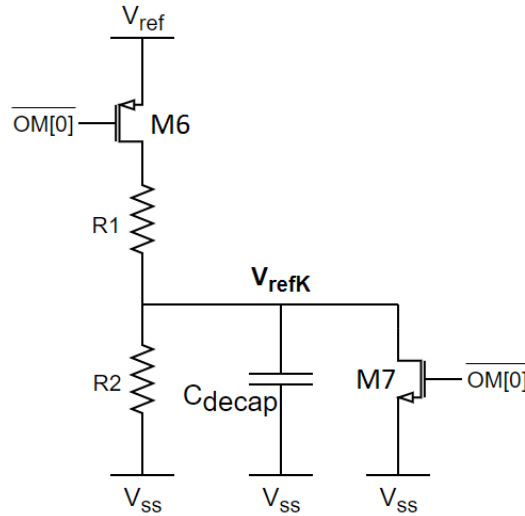 Vref
OM[0]
M6
R1
VrefK
R2
Cdecap
M7
OM[0]
Vss
Vss
Vss